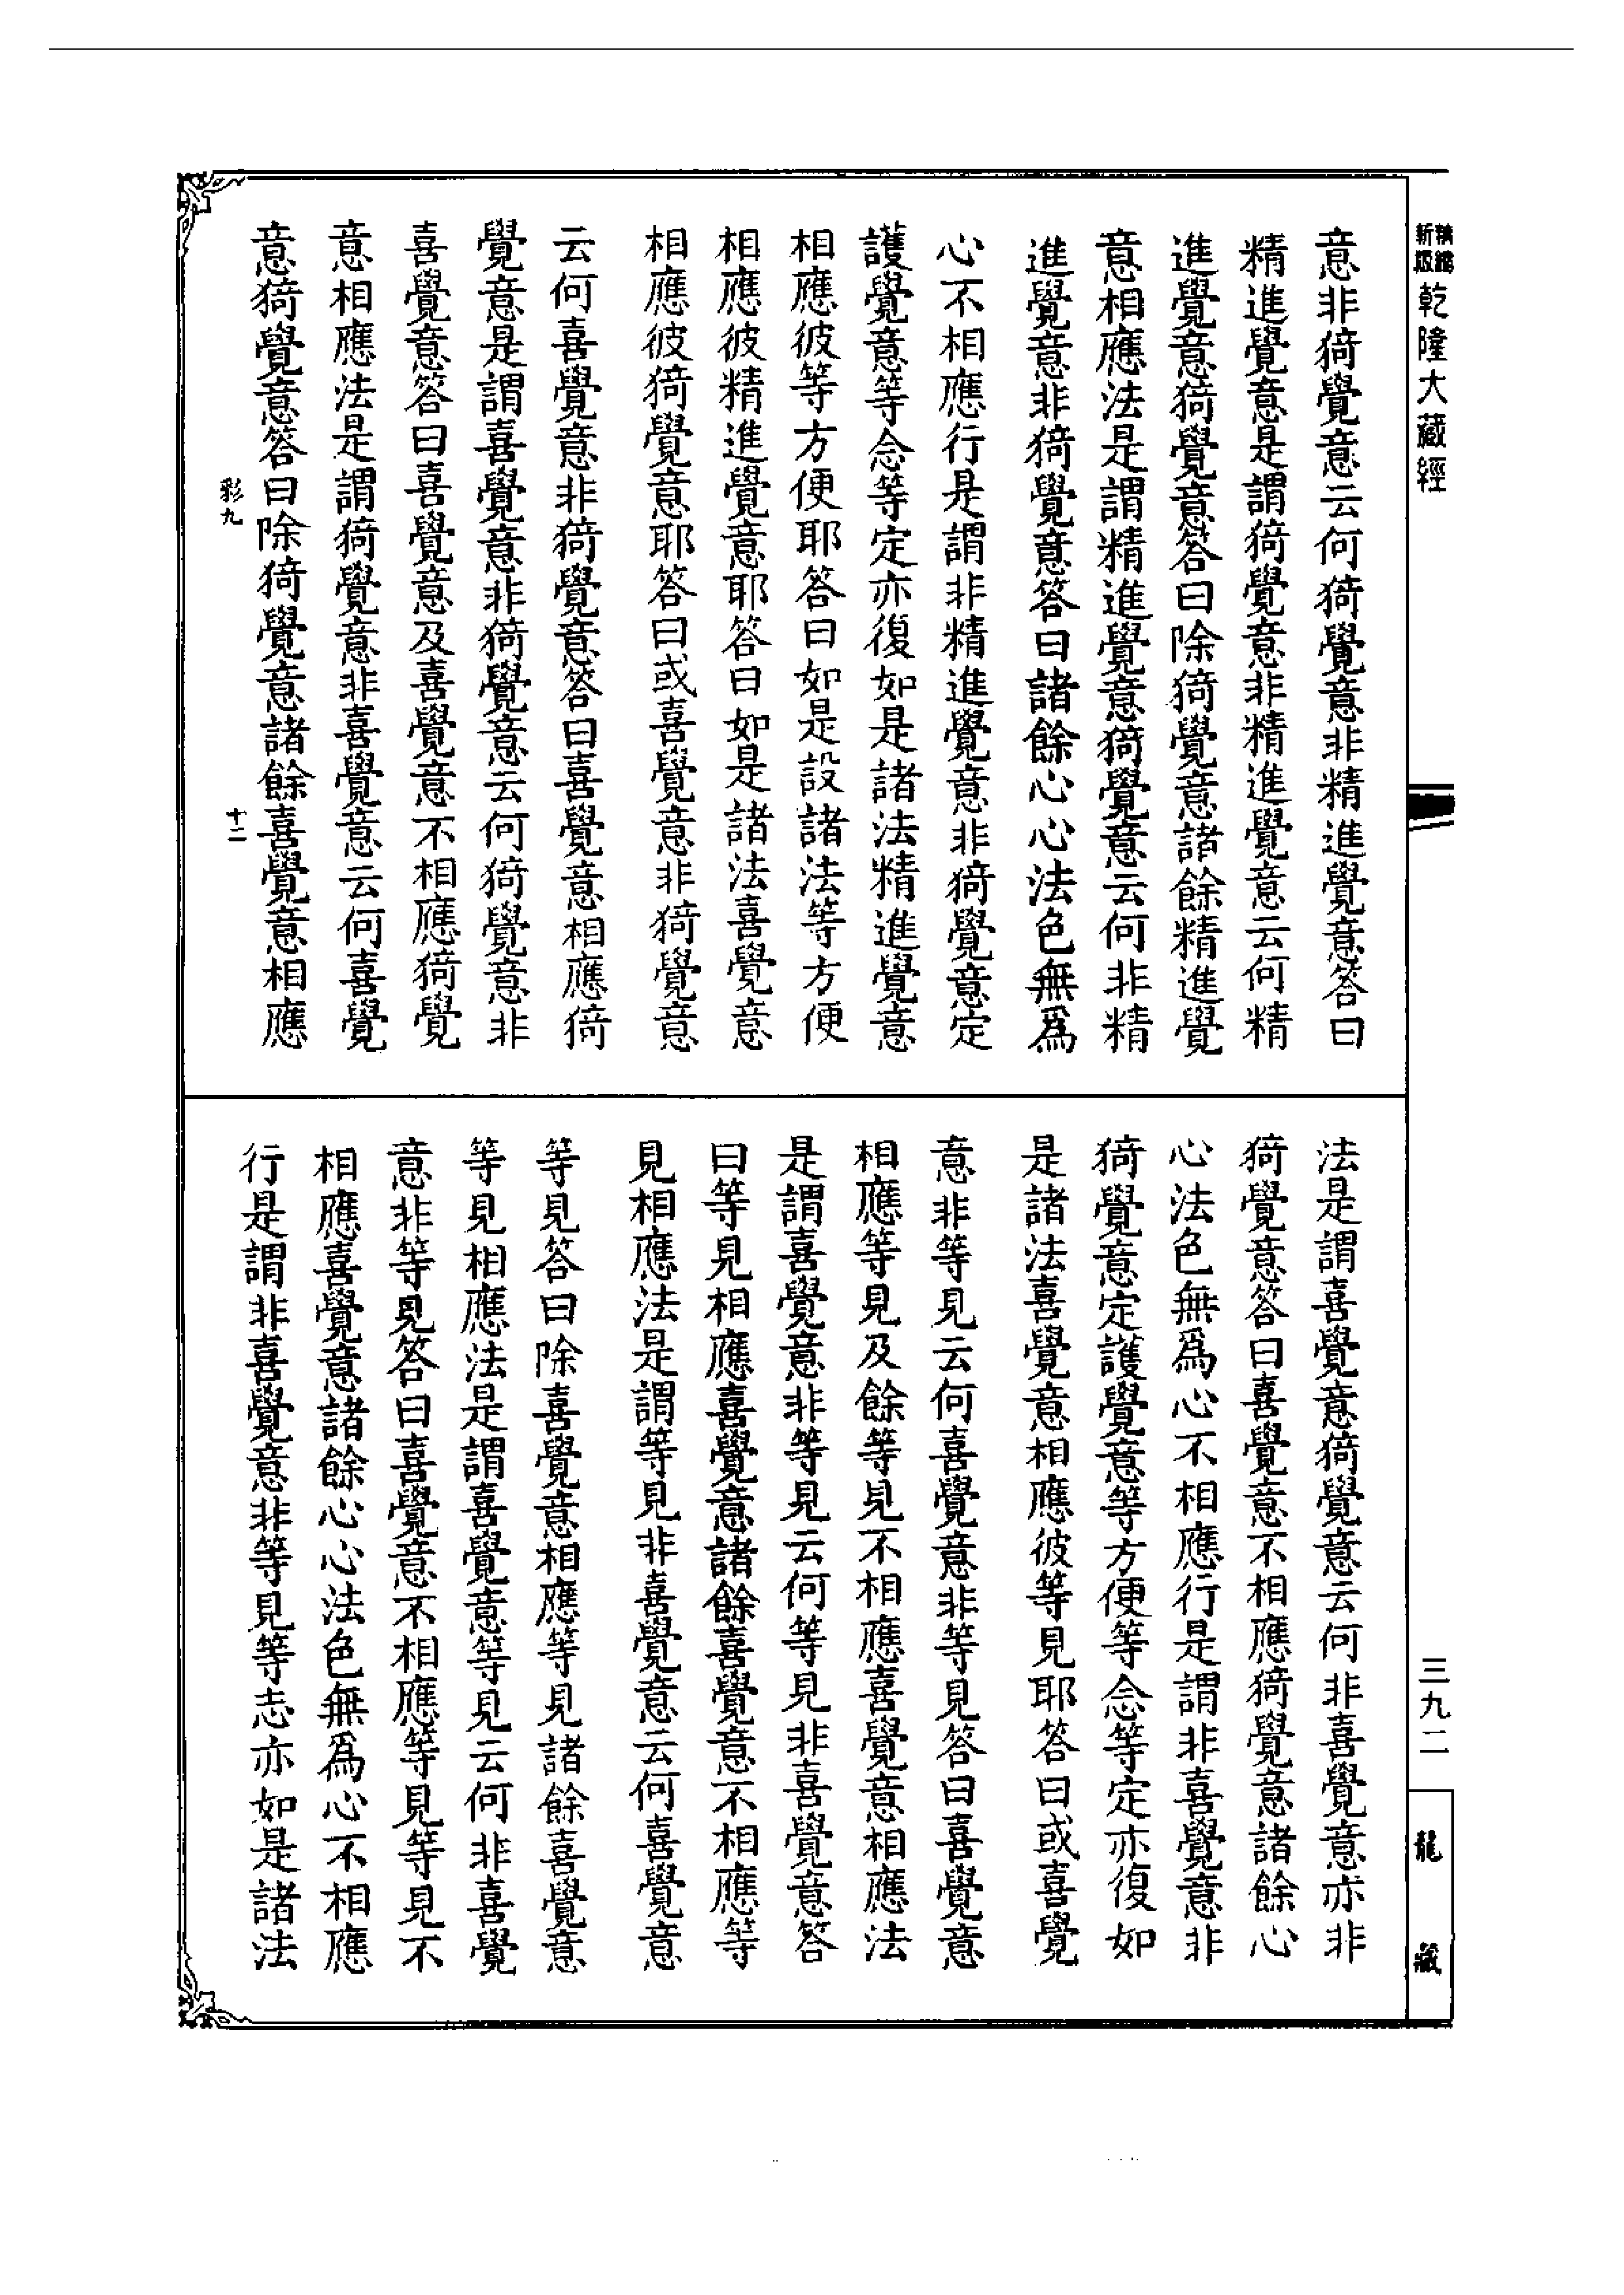 新編縮版
乾隆大藏經
意非猗覺意云何猗覺意非精進覺意答曰
精進覺意是謂猗覺意非精進覺意云何精
進覺意猗覺意答曰除猗覺意諸餘精進覺
意相應法是謂精進覺意猗覺意云何非精
進覺意非猗覺意答曰諸餘心心法色無爲
心不相應行是謂非精進覺意非猗覺意定
護覺意等念等定亦復如是諸法精進覺意
相應彼等方便耶答曰如是設諸法等方便
相應彼精進覺意耶答曰如是諸法喜覺意
相應彼猗覺意耶答曰或喜覺意非猗覺意
云何喜覺意非猗覺意答曰喜覺意相應猗
覺意是謂喜覺意非猗覺意云何猗覺意非
喜覺意答曰喜覺意及喜覺意不相應猗覺
意相應法是謂猗覺意非喜覺意云何喜覺
意猗覺意答曰除猗覺意諸餘喜覺意相應
彩九
十二
法是謂喜覺意猗覺意云何非喜覺意亦非
猗覺意答曰喜覺意不相應猗覺意諸餘心
心法色無爲心不相應行是謂非喜覺意非
猗覺意定護覺意等方便等念等定亦復如
是諸法喜覺意相應彼等見耶答曰或喜覺
意非等見云何喜覺意非等見答曰喜覺意
相應等見及餘等見不相應喜覺意相應法
是謂喜覺意非等見云何等見非喜覺意答
曰等見相應喜覺意諸餘喜覺意不相應等
見相應法是謂等見非喜覺意云何喜覺意
等見答曰除喜覺意相應等見諸餘喜覺意
等見相應法是謂喜覺意等見云何非喜覺
意非等見答曰喜覺意不相應等見等見不
相應喜覺意諸餘心心法色無爲心不相應
行是謂非喜覺意非等見等志亦如是諸法
三九二
龍藏